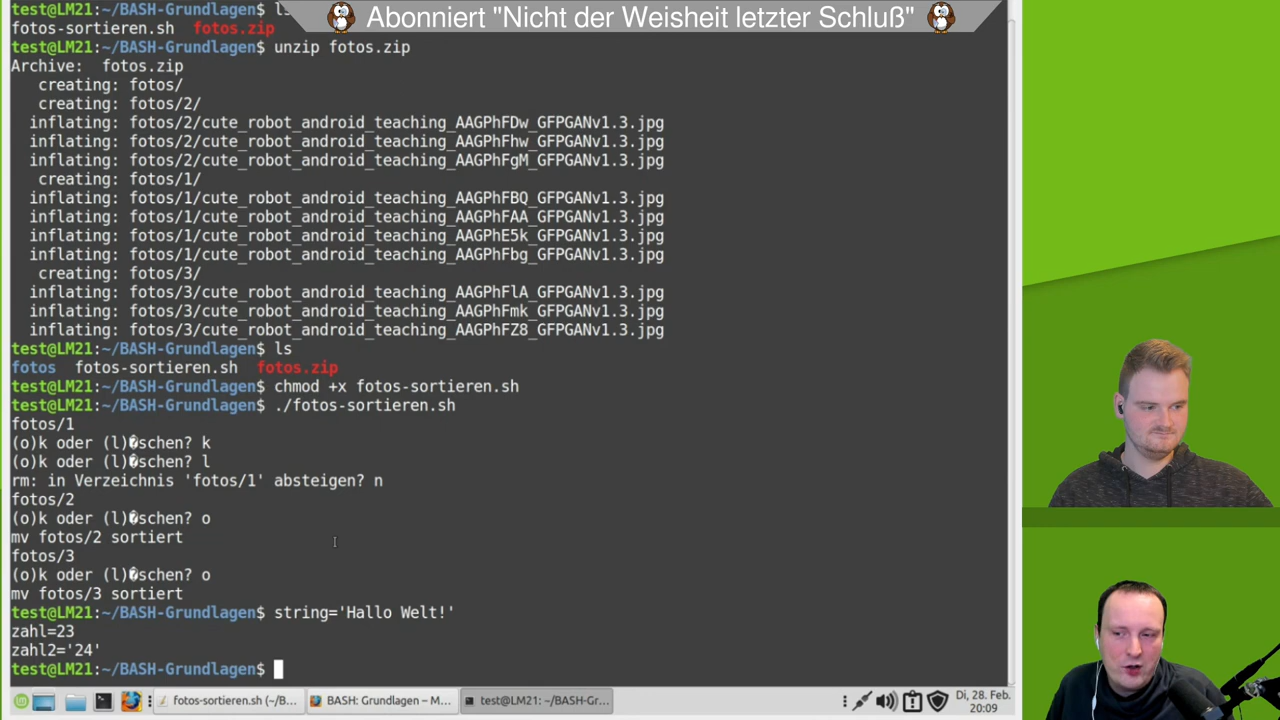 test@LM21:~/BASH-Grundlagen$ ls
Abonniert "Nicht der Weisheit letzter Schluß"
fotos-sortieren.sh  fotos.zip
test@LM21:~/BASH-Grundlagen$ unzip fotos.zip
Archive:  fotos.zip
   creating: fotos/
   creating: fotos/2/
  inflating: fotos/2/cute_robot_android_teaching_AAGPhFDw_GFPGANv1.3.jpg
  inflating: fotos/2/cute_robot_android_teaching_AAGPhFhw_GFPGANv1.3.jpg
  inflating: fotos/2/cute_robot_android_teaching_AAGPhFgM_GFPGANv1.3.jpg
   creating: fotos/1/
  inflating: fotos/1/cute_robot_android_teaching_AAGPhFBQ_GFPGANv1.3.jpg
  inflating: fotos/1/cute_robot_android_teaching_AAGPhFAA_GFPGANv1.3.jpg
  inflating: fotos/1/cute_robot_android_teaching_AAGPhE5k_GFPGANv1.3.jpg
  inflating: fotos/1/cute_robot_android_teaching_AAGPhFbg_GFPGANv1.3.jpg
   creating: fotos/3/
  inflating: fotos/3/cute_robot_android_teaching_AAGPhFlA_GFPGANv1.3.jpg
  inflating: fotos/3/cute_robot_android_teaching_AAGPhFmk_GFPGANv1.3.jpg
  inflating: fotos/3/cute_robot_android_teaching_AAGPhFZ8_GFPGANv1.3.jpg
test@LM21:~/BASH-Grundlagen$ ls
fotos  fotos-sortieren.sh  fotos.zip
test@LM21:~/BASH-Grundlagen$ chmod +x fotos-sortieren.sh
test@LM21:~/BASH-Grundlagen$ ./fotos-sortieren.sh
fotos/1
(o)k oder (l)�schen? k
(o)k oder (l)�schen? l
rm: in Verzeichnis 'fotos/1' absteigen? n
fotos/2
(o)k oder (l)�schen? o
mv fotos/2 sortiert
fotos/3
(o)k oder (l)�schen? o
mv fotos/3 sortiert
test@LM21:~/BASH-Grundlagen$ string='Hallo Welt!'
zahl=23
zahl2='24'
test@LM21:~/BASH-Grundlagen$
fotos-sortieren.sh (~/B... BASH: Grundlagen – M... test@LM21: ~/BASH-Gr... Di, 28. Feb.
20:09